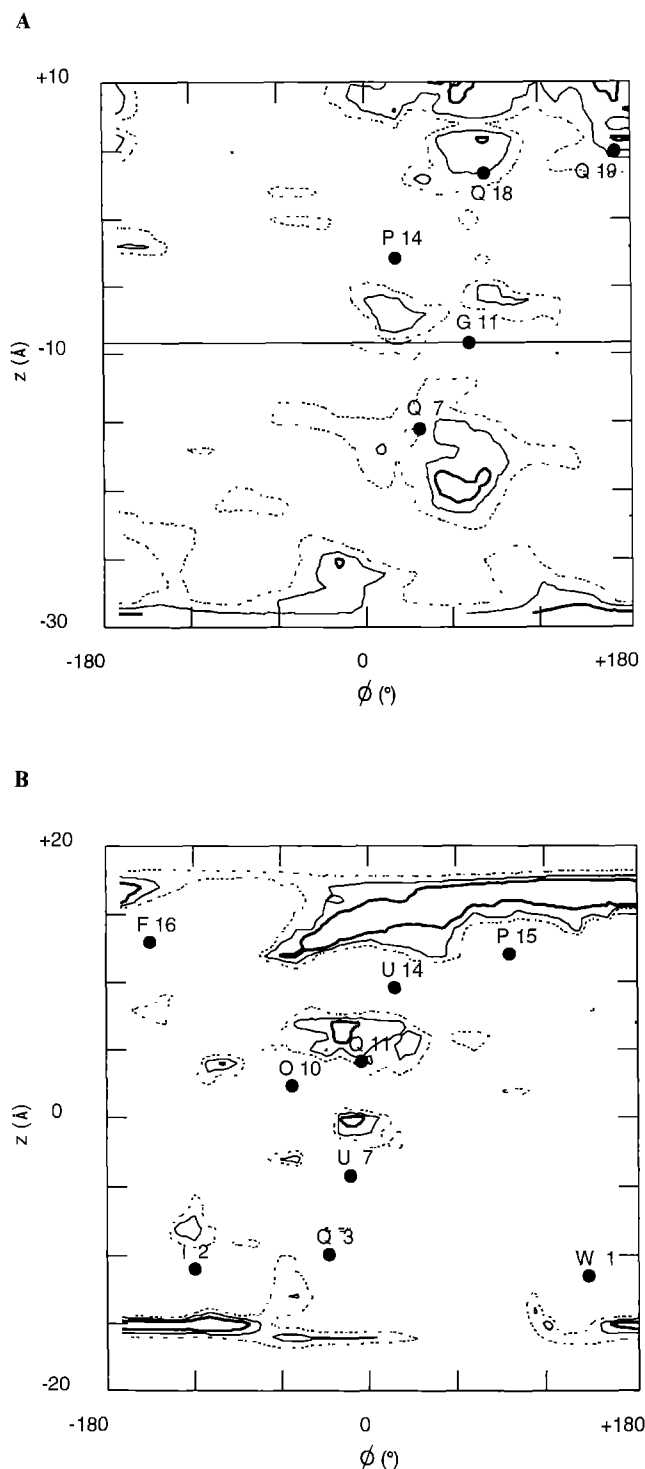 A
+10
Q 19
Q 18
P 14
G 11
z (Å)
-10
Q 7
-30
-180
0
+180
ϕ (°)
B
+20
F 16
P 15
U 14
Q 11
O 10
z (Å)
0
U 7
Q 3
I 2
W 1
-20
-180
0
+180
ϕ (°)